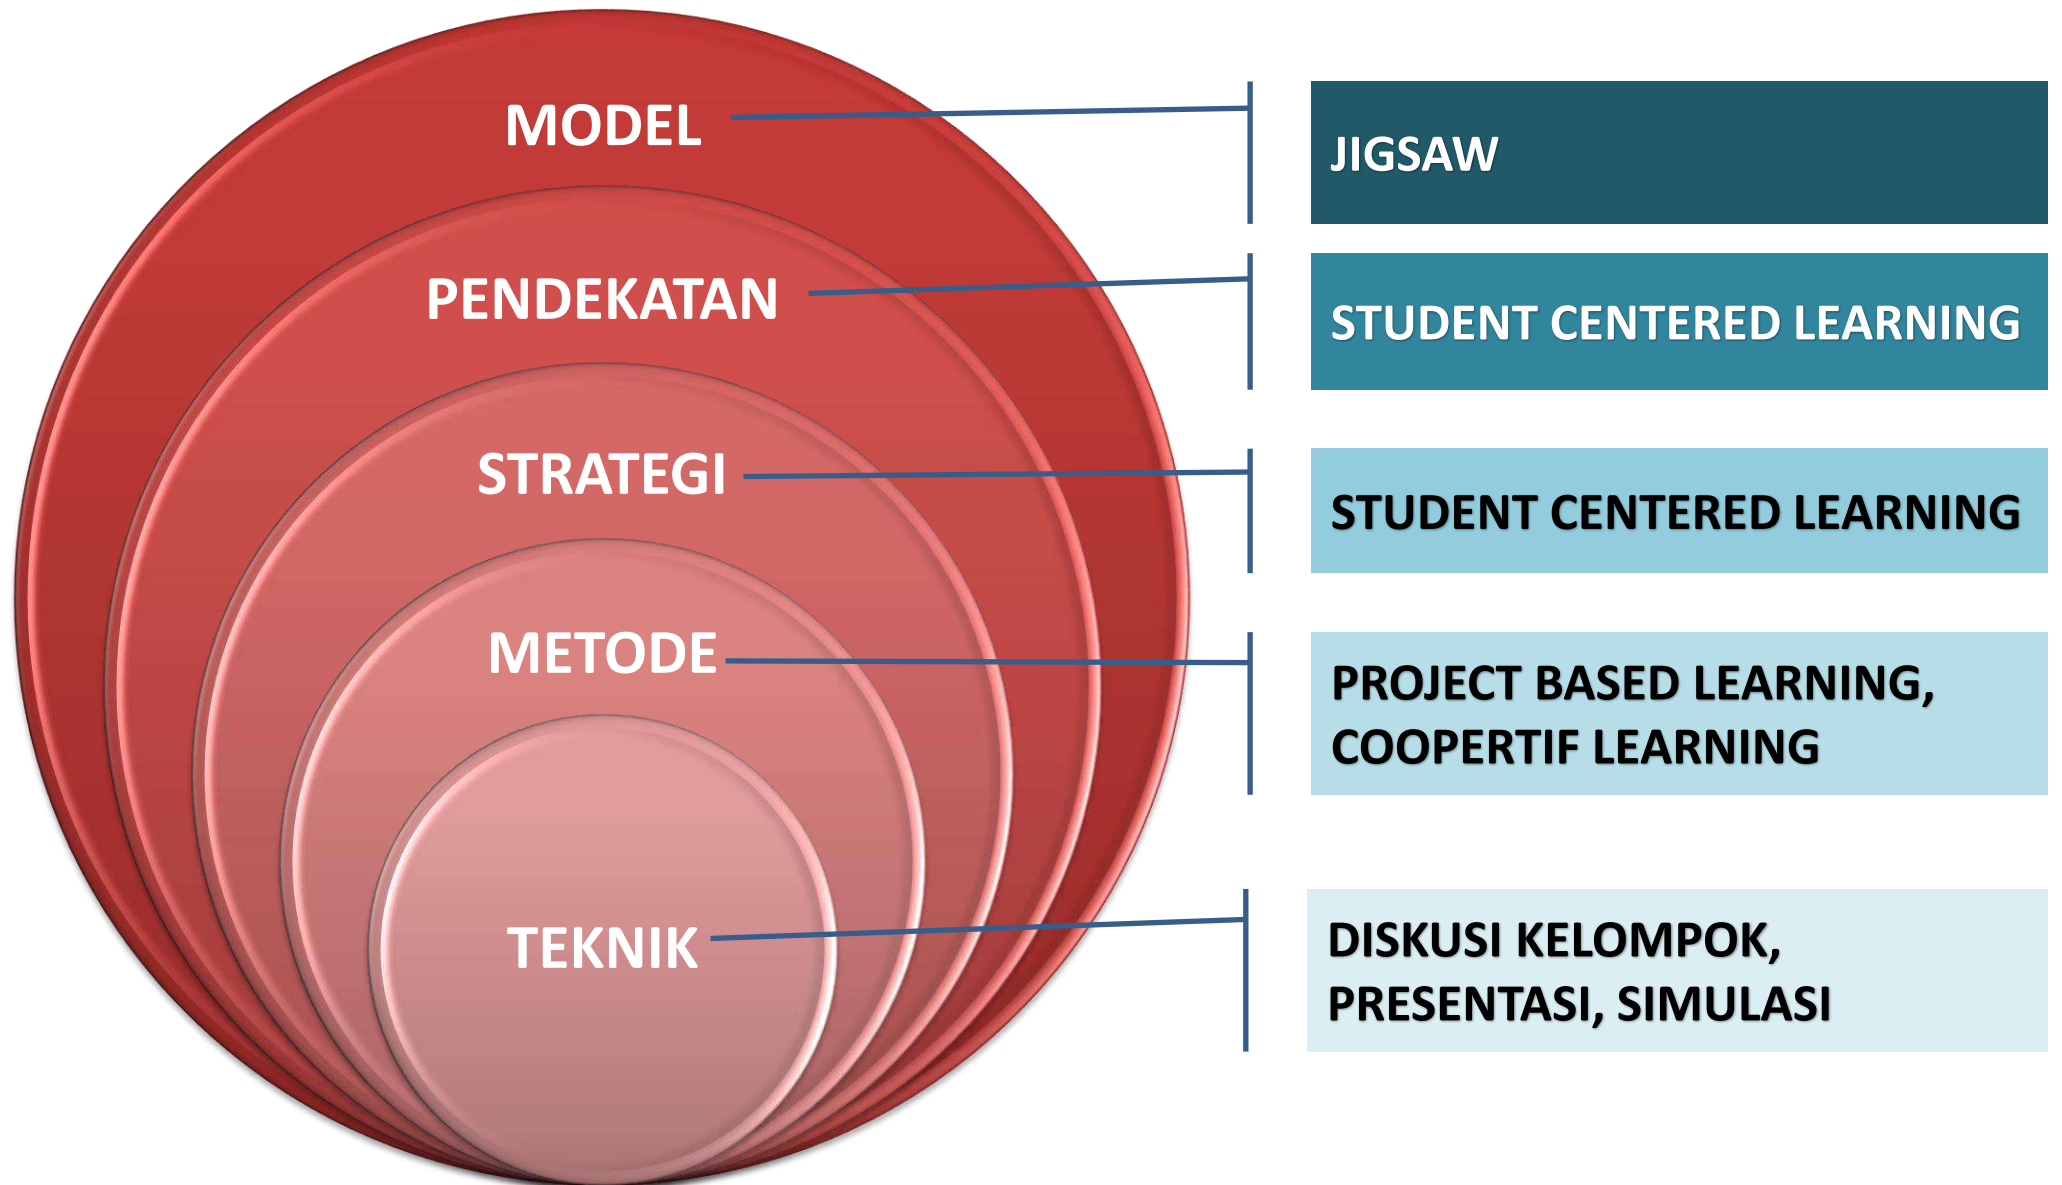 MODEL
JIGSAW
PENDEKATAN
STUDENT CENTERED LEARNING
STRATEGI
STUDENT CENTERED LEARNING
METODE
PROJECT BASED LEARNING,
COOPERTIF LEARNING
TEKNIK
DISKUSI KELOMPOK,
PRESENTASI, SIMULASI